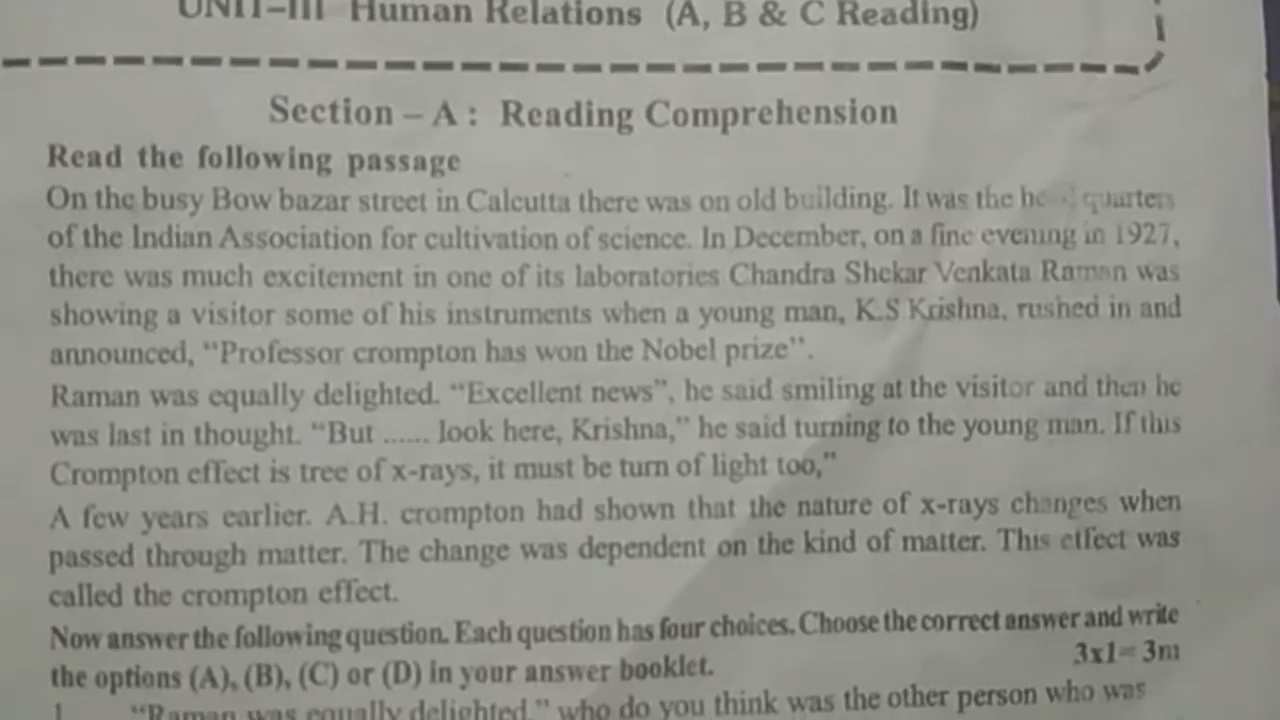 UNIT–III Human Relations (A, B & C Reading)
Section – A : Reading Comprehension
Read the following passage
On the busy Bow bazar street in Calcutta there was on old building. It was the quarters
of the Indian Association for cultivation of science. In December, on a fine evening in 1927,
there was much excitement in one of its laboratories Chandra Shekar Venkata Raman was
showing a visitor some of his instruments when a young man, K.S Krishna, rushed in and
announced, “Professor crompton has won the Nobel prize”.
Raman was equally delighted. “Excellent news”, he said smiling at the visitor and then he
was last in thought. “But ...... look here, Krishna,” he said turning to the young man. If this
Crompton effect is tree of x-rays, it must be turn of light too,”
A few years earlier. A.H. crompton had shown that the nature of x-rays changes when
passed through matter. The change was dependent on the kind of matter. This effect was
called the crompton effect.
Now answer the following question. Each question has four choices. Choose the correct answer and write
the options (A), (B), (C) or (D) in your answer booklet. 3x1= 3m
1. “Raman was equally delighted.” who do you think was the other person who was